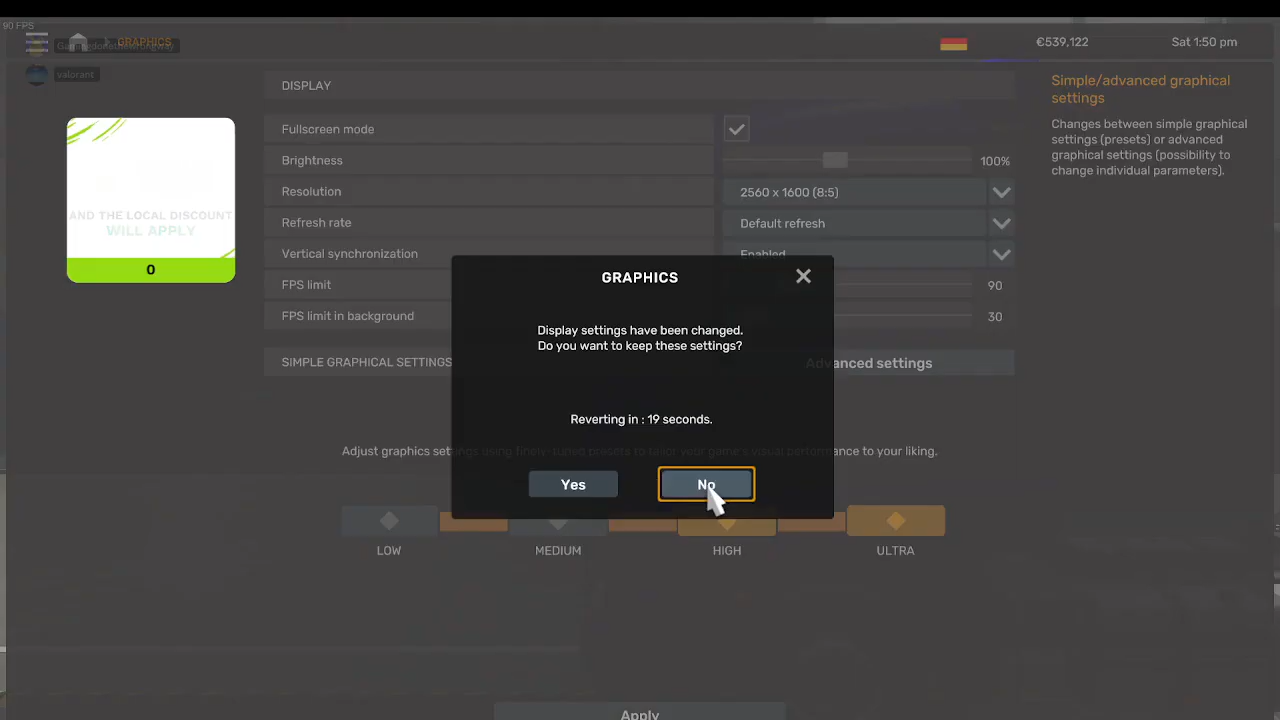 90 FPS
GRAPHICS
€539,122
Sat 1:50 pm
valorant
DISPLAY
Simple/advanced graphical
settings
Changes between simple graphical
settings (presets) or advanced
graphical settings (possibility to
change individual parameters).
Fullscreen mode
Brightness
100%
Resolution
2560 x 1600 (8:5)
Refresh rate
Default refresh
Vertical synchronization
Enabled
FPS limit
90
FPS limit in background
30
AND THE LOCAL DISCOUNT
WILL APPLY
0
SIMPLE GRAPHICAL SETTINGS
Advanced settings
GRAPHICS
Display settings have been changed.
Do you want to keep these settings?
Reverting in : 19 seconds.
Adjust graphics settings using finely-tuned presets to tailor your game's visual performance to your liking.
Yes
No
LOW
MEDIUM
HIGH
ULTRA
Apply